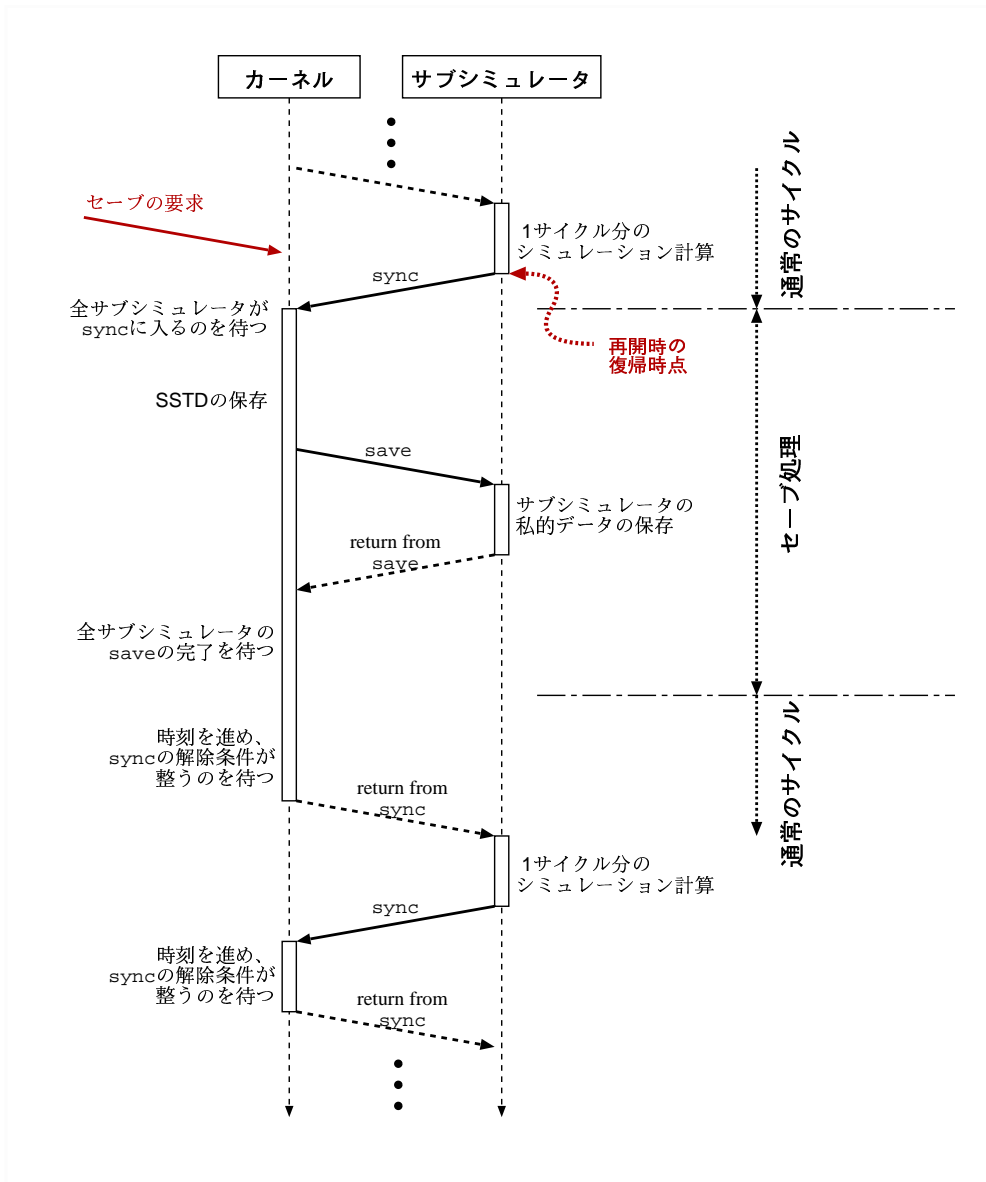 カーネル
サブシミュレータ
通常のサイクル
セーブの要求
1サイクル分の
シミュレーション計算
sync
全サブシミュレータが
syncに入るのを待つ
再開時の
復帰時点
SSTDの保存
save
セーブ処理
サブシミュレータの
私的データの保存
return from
save
全サブシミュレータの
saveの完了を待つ
時刻を進め、
syncの解除条件が
整うのを待つ
通常のサイクル
return from
sync
1サイクル分の
シミュレーション計算
sync
時刻を進め、
syncの解除条件が
整うのを待つ
return from
sync